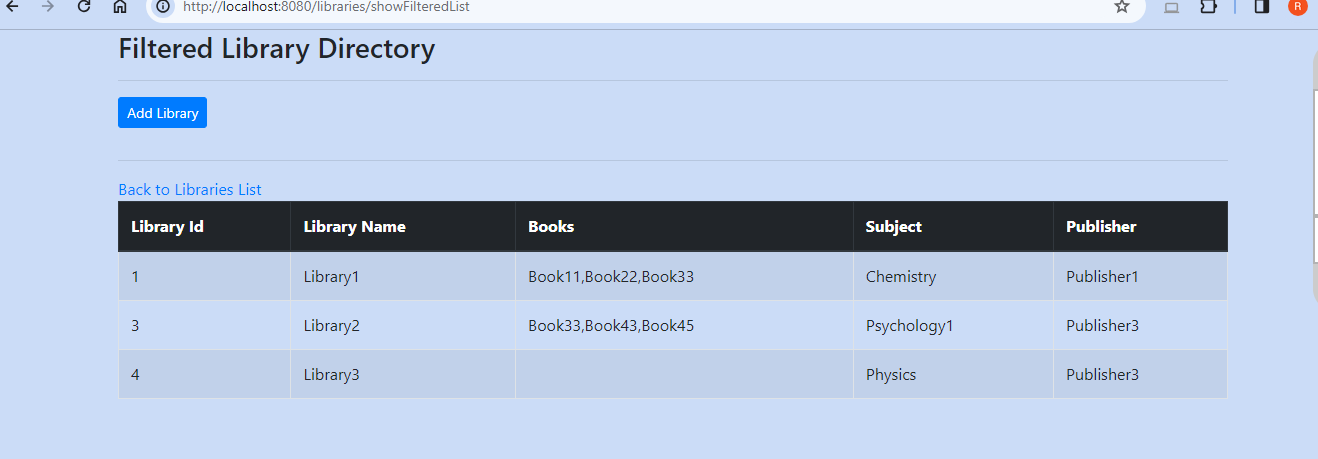 http://localhost:8080/libraries/showFilteredList
R
Filtered Library Directory
Add Library
Back to Libraries List
Library Id Library Name Books Subject Publisher
1 Library1 Book11,Book22,Book33 Chemistry Publisher1
3 Library2 Book33,Book43,Book45 Psychology1 Publisher3
4 Library3 Physics Publisher3